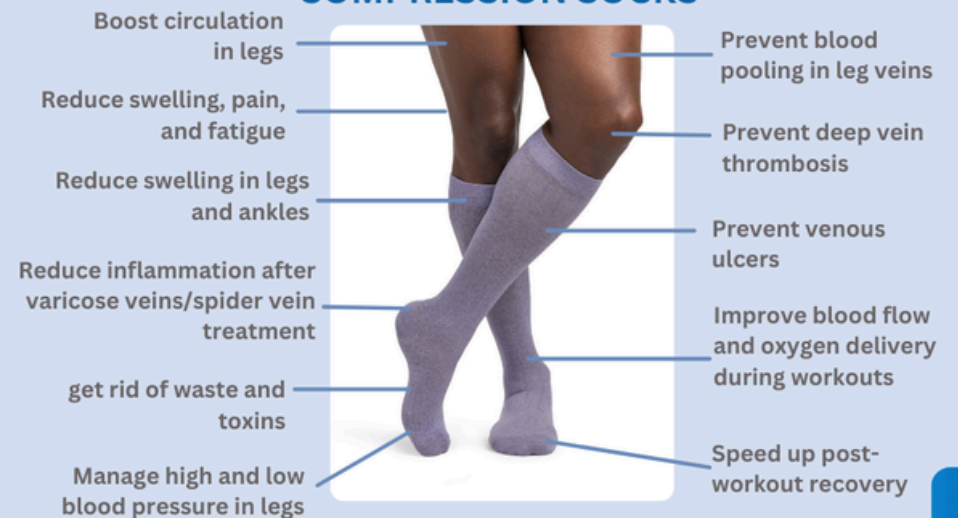 COMPRESSION SOCKS
Boost circulation
in legs
Reduce swelling, pain,
and fatigue
Reduce swelling in legs
and ankles
Reduce inflammation after
varicose veins/spider vein
treatment
get rid of waste and
toxins
Manage high and low
blood pressure in legs
Prevent blood
pooling in leg veins
Prevent deep vein
thrombosis
Prevent venous
ulcers
Improve blood flow
and oxygen delivery
during workouts
Speed up post-
workout recovery